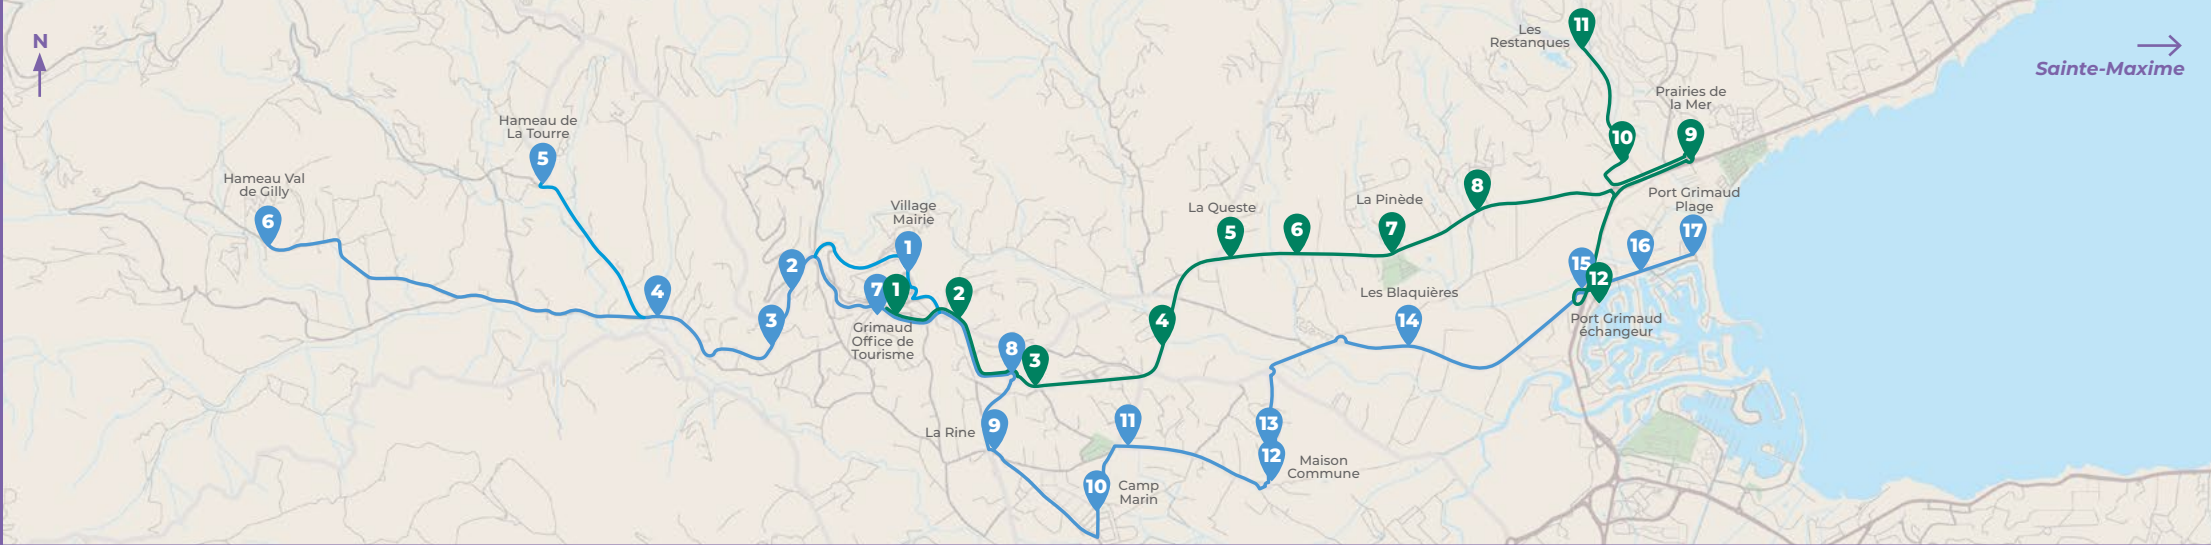 N
Sainte-Maxime
11
Les
Restanques
Prairies de
la Mer
10
9
Hameau de
La Tourre
5
Hameau Val
de Gilly
6
Village
Mairie
1
2
7
1
2
4
3
Grimaud
Office de
Tourisme
8
3
La Queste
5
6
La Pinède
7
8
4
Port Grimaud
Plage
17
16
15
12
Port Grimaud
échangeur
Les Blaquières
14
La Rine
9
11
13
12
Maison
Commune
10
Camp
Marin